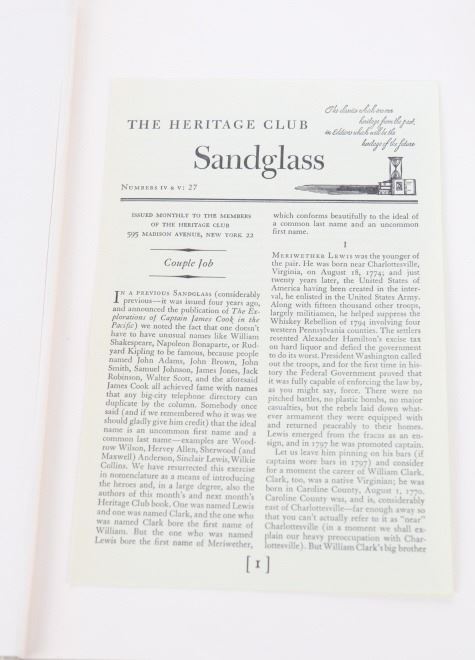 The classics which are our
heritage from the past,
in editions which will be the
heritage of the future
THE HERITAGE CLUB
Sandglass
NUMBERS IV & V: 27
ISSUED MONTHLY TO THE MEMBERS
OF THE HERITAGE CLUB
595 MADISON AVENUE, NEW YORK 22
Couple Job
IN A PREVIOUS SANDGLASS (considerably
previous—it was issued four years ago,
and announced the publication of The Ex-
plorations of Captain James Cook in the
Pacific) we noted the fact that one doesn't
have to have unusual names like William
Shakespeare, Napoleon Bonaparte, or Rud-
yard Kipling to be famous, because people
named John Adams, John Brown, John
Smith, Samuel Johnson, James Jones, Jack
Robinson, Walter Scott, and the aforesaid
James Cook all achieved fame with names
that any big-city telephone directory can
duplicate by the column. Somebody once
said (and if we remembered who it was we
should gladly give him credit) that the ideal
name is an uncommon first name and a
common last name—examples are Wood-
row Wilson, Hervey Allen, Sherwood (and
Maxwell) Anderson, Sinclair Lewis, Wilkie
Collins. We have resurrected this exercise
in nomenclature as a means of introducing
the heroes and, in a large degree, also the
authors of this month's and next month's
Heritage Club book. One was named Lewis
and one was named Clark, and the one who
was named Clark bore the first name of
William. But the one who was named
Lewis bore the first name of Meriwether,
which conforms beautifully to the ideal of
a common last name and an uncommon
first name.
I
MERIWETHER LEWIS was the younger of
the pair. He was born near Charlottesville,
Virginia, on August 18, 1774; and just
twenty years later, the United States of
America having been created in the inter-
val, he enlisted in the United States Army.
Along with fifteen thousand other troops,
largely militiamen, he helped suppress the
Whiskey Rebellion of 1794 involving four
western Pennsylvania counties. The settlers
resented Alexander Hamilton's excise tax
on hard liquor and defied the government
to do its worst. President Washington called
out the troops, and for the first time in his-
tory the Federal Government proved that
it was fully capable of enforcing the law by,
as you might say, force. There were no
pitched battles, no plastic bombs, no major
casualties, but the rebels laid down what-
ever armament they were equipped with
and returned peaceably to their homes.
Lewis emerged from the fracas as an en-
sign, and in 1797 he was promoted captain.
Let us leave him pinning on his bars (if
captains wore bars in 1797) and consider
for a moment the career of William Clark.
Clark, too, was a native Virginian; he was
born in Caroline County, August 1, 1770.
Caroline County was, and is, considerably
east of Charlottesville—far enough away so
that you can't actually refer to it as "near"
Charlottesville (in a moment we shall ex-
plain our heavy preoccupation with Char-
lottesville). But William Clark's big brother
[ 1 ]